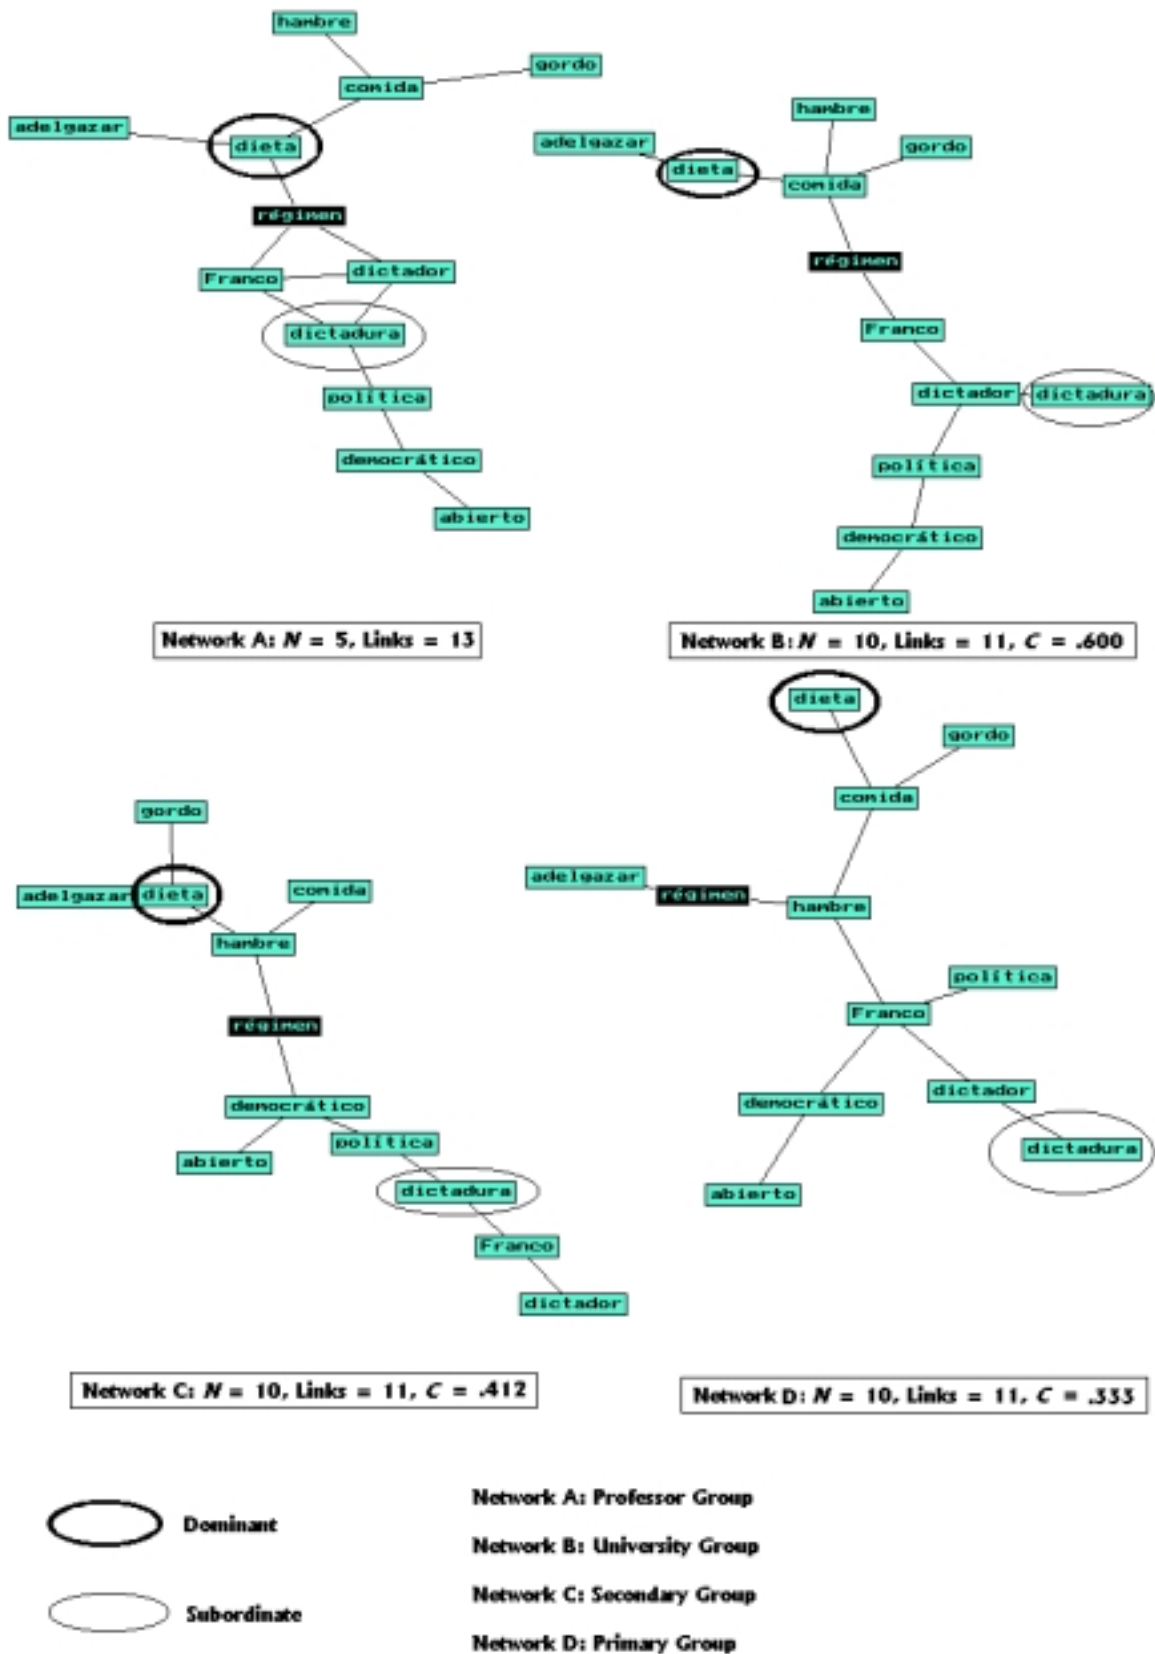 hambre
gordo
comida
adelgazar
dieta
régimen
Franco
dictador
dictadura
política
democrático
abierto
Network A: N = 5, Links = 13
hambre
adelgazar
gordo
dieta
comida
régimen
Franco
dictador
dictadura
política
democrático
abierto
Network B: N = 10, Links = 11, C = .600
gordo
adelgazar
dieta
comida
hambre
régimen
democrático
política
abierto
dictadura
Franco
dictador
Network C: N = 10, Links = 11, C = .412
dieta
gordo
comida
adelgazar
régimen
hambre
política
Franco
dictador
democrático
dictadura
abierto
Network D: N = 10, Links = 11, C = .333
Dominant
Subordinate
Network A: Professor Group
Network B: University Group
Network C: Secondary Group
Network D: Primary Group